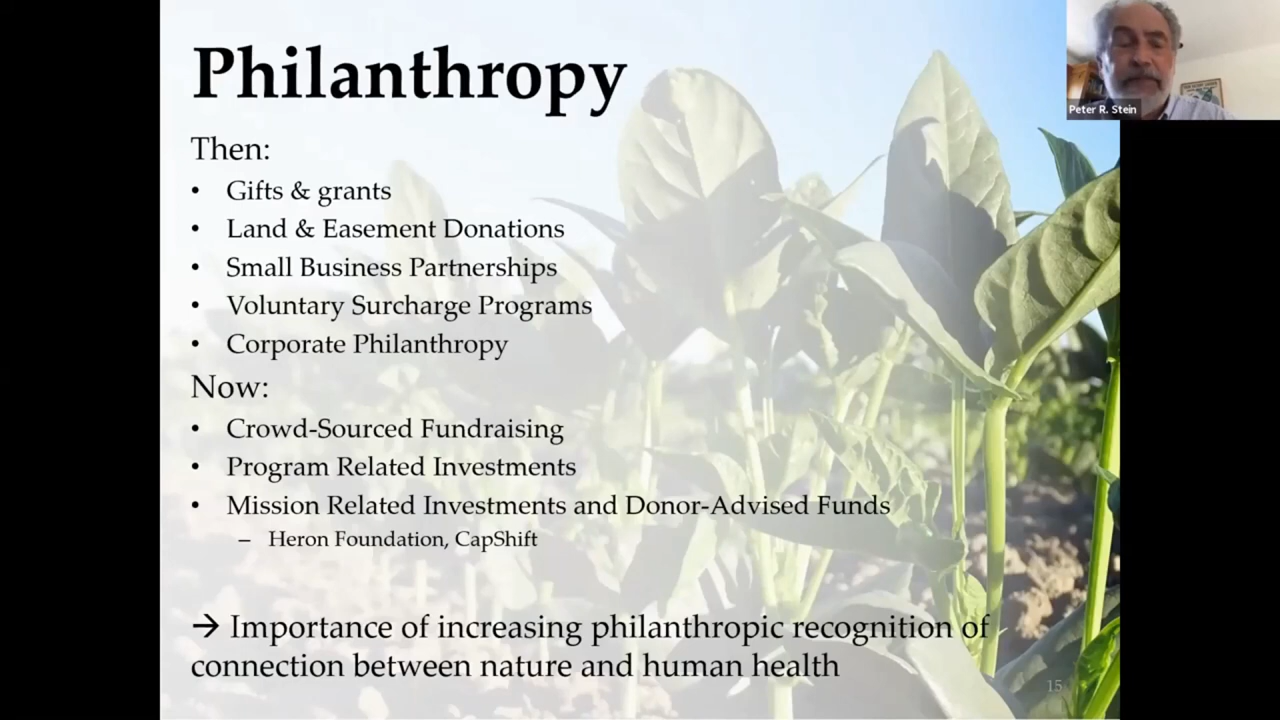 Philanthropy
Peter R. Stein
Then:
• Gifts & grants
• Land & Easement Donations
• Small Business Partnerships
• Voluntary Surcharge Programs
• Corporate Philanthropy
Now:
• Crowd-Sourced Fundraising
• Program Related Investments
• Mission Related Investments and Donor-Advised Funds
– Heron Foundation, CapShift
→ Importance of increasing philanthropic recognition of
connection between nature and human health
15